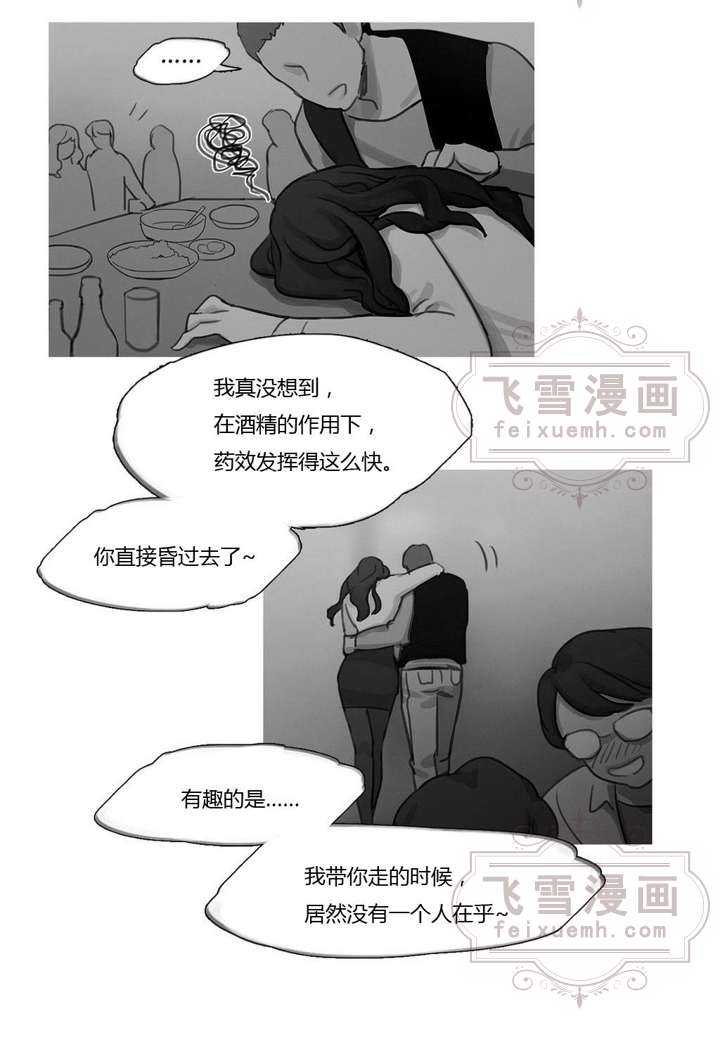 ······
我真没想到，
在酒精的作用下，
药效发挥得这么快。
飞雪漫画
feixuemh.com
你直接昏过去了~
有趣的是......
我带你走的时候，
居然没有一个人在乎~
飞雪漫画
feixuemh.com